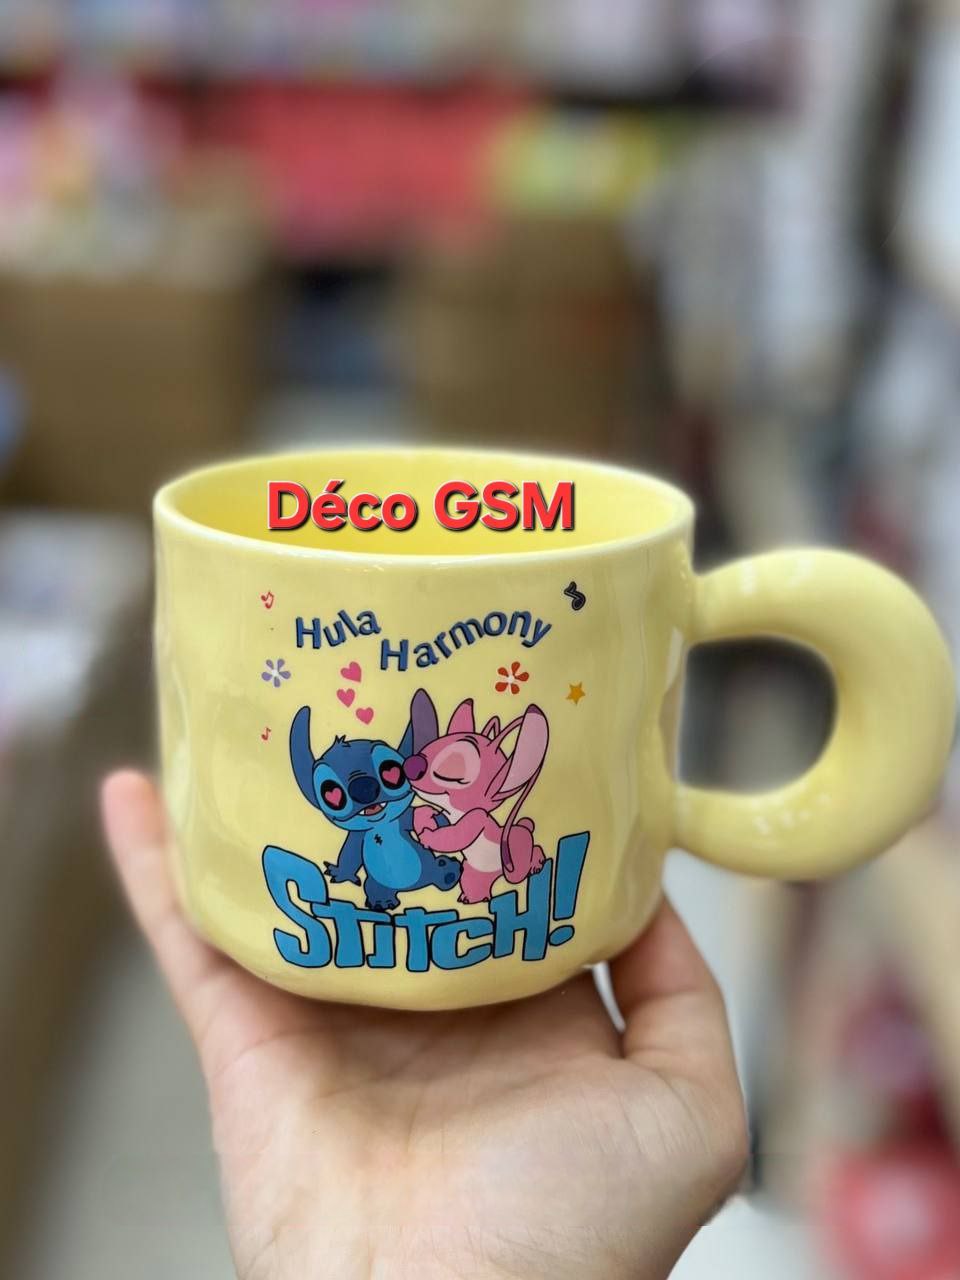 Déco GSM
Hula
Harmony
Stitch!